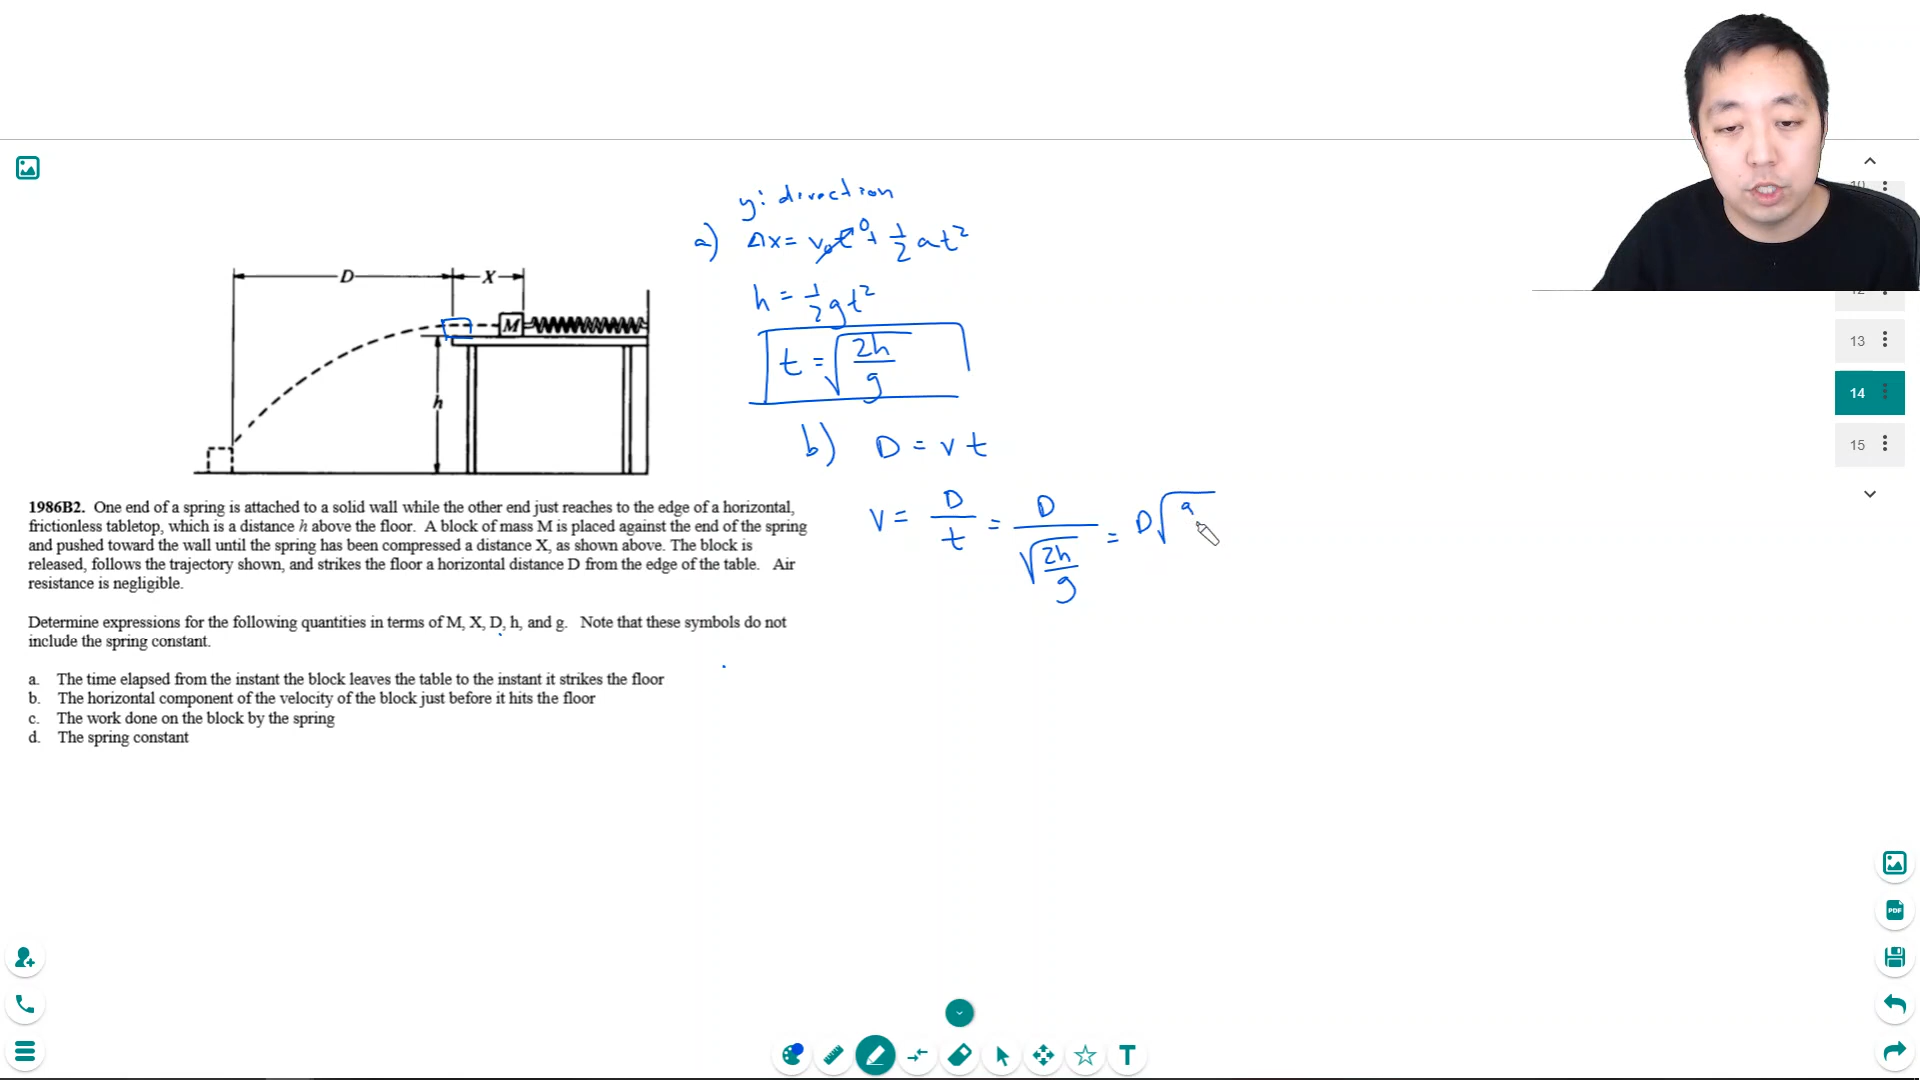 y: direction
a) Δx = v₀t⁰ + 1/2 at²
h = 1/2 gt²
t = √(2h/g)
b) D = v t
v = D/t = D/√(2h/g) = D√g
D
X
M
h
1986B2. One end of a spring is attached to a solid wall while the other end just reaches to the edge of a horizontal,
frictionless tabletop, which is a distance h above the floor. A block of mass M is placed against the end of the spring
and pushed toward the wall until the spring has been compressed a distance X, as shown above. The block is
released, follows the trajectory shown, and strikes the floor a horizontal distance D from the edge of the table. Air
resistance is negligible.
Determine expressions for the following quantities in terms of M, X, D, h, and g. Note that these symbols do not
include the spring constant.
a. The time elapsed from the instant the block leaves the table to the instant it strikes the floor
b. The horizontal component of the velocity of the block just before it hits the floor
c. The work done on the block by the spring
d. The spring constant
13
14
15
PDF
T